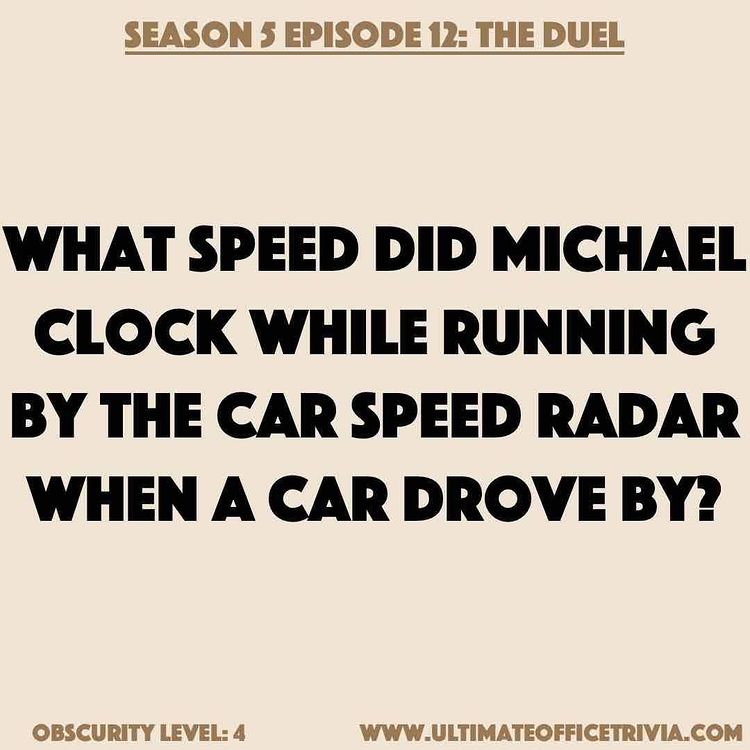 SEASON 5 EPISODE 12: THE DUEL
WHAT SPEED DID MICHAEL
CLOCK WHILE RUNNING
BY THE CAR SPEED RADAR
WHEN A CAR DROVE BY?
OBSCURITY LEVEL: 4
WWW.ULTIMATEOFFICETRIVIA.COM